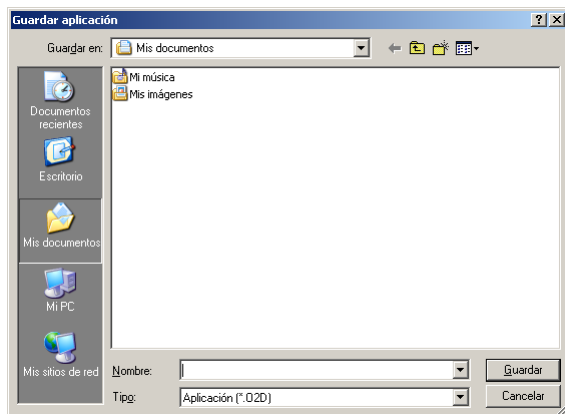 Guardar aplicación
Guardar en: Mis documentos
Mi música
Mis imágenes
Documentos
recientes
Escritorio
Mis documentos
Mi PC
Mis sitios de red
Nombre:
Guardar
Tipo: Aplicación (*.O2D)
Cancelar